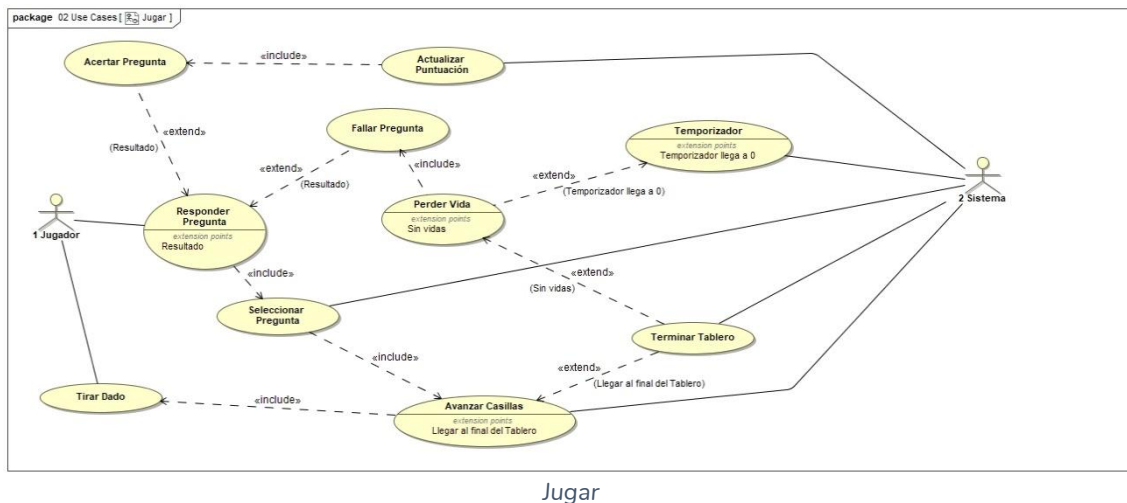 package 02 Use Cases [ Jugar ]
Acertar Pregunta
«include»
Actualizar
Puntuación
«extend»
(Resultado)
Fallar Pregunta
«extend»
(Resultado)
«include»
Temporizador
extension points
Temporizador llega a 0
«extend»
(Temporizador llega a 0)
1 Jugador
Responder
Pregunta
extension points
Resultado
Perder Vida
extension points
Sin vidas
2 Sistema
«include»
«extend»
(Sin vidas)
Seleccionar
Pregunta
Terminar Tablero
«include»
«extend»
(Llegar al final del Tablero)
Tirar Dado
«include»
Avanzar Casillas
extension points
Llegar al final del Tablero
Jugar